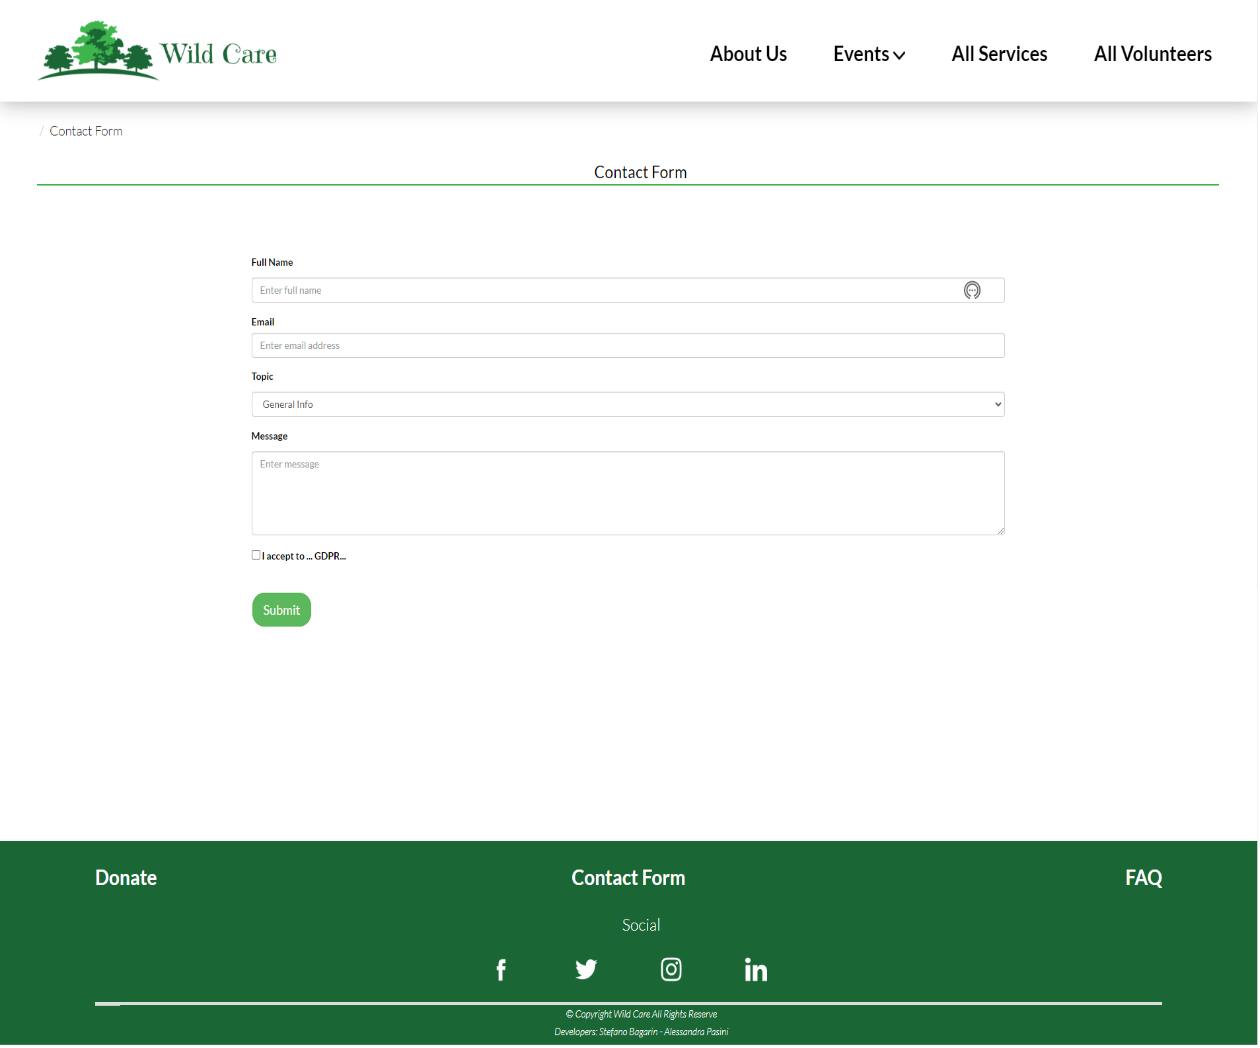 Wild Care
About Us Events All Services All Volunteers
/ Contact Form
Contact Form
Full Name
Enter full name
Email
Enter email address
Topic
General Info
Message
Enter message
I accept to ... GDPR...
Submit
Donate Contact Form FAQ
Social
© Copyright Wild Care All Rights Reserve
Developers: Stefano Bagarin - Alessandra Pasini